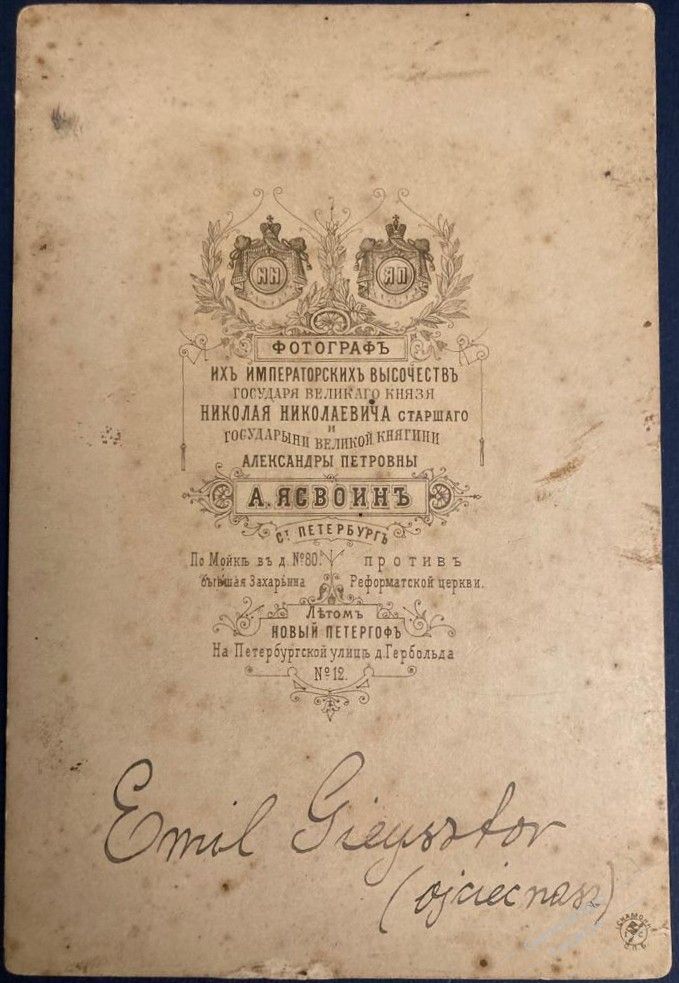 НН ЯП
ФОТОГРАФЪ
ИХЪ ИМПЕРАТОРСКИХЪ ВЫСОЧЕСТВЪ
ГОСУДАРЯ ВЕЛИКАГО КНЯЗЯ
НИКОЛАЯ НИКОЛАЕВИЧА СТАРШАГО
И
ГОСУДАРЫНИ ВЕЛИКОЙ КНЯГИНИ
АЛЕКСАНДРЫ ПЕТРОВНЫ
А. ЯСВОИНЪ
Ст ПЕТЕРБУРГЪ
По Мойкѣ въ д. №80. противъ
бывшая Захарьина Реформатской церкви.
Лѣтомъ
НОВЫЙ ПЕТЕРГОФЪ
На Петербургской улицѣ д. Гербольда
№12.
Emil Gieysztor
(ojciec nasz)